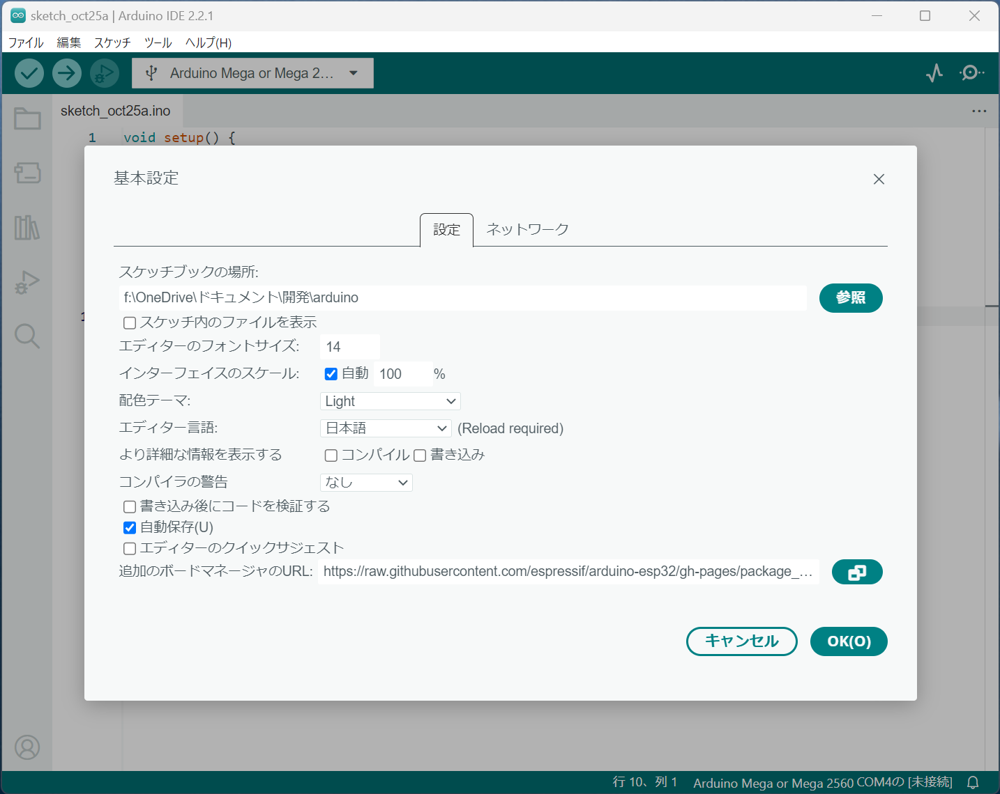 sketch_oct25a | Arduino IDE 2.2.1
ファイル 編集 スケッチ ツール ヘルプ(H)
Arduino Mega or Mega 2...
sketch_oct25a.ino
1 void setup() {
基本設定
設定 ネットワーク
スケッチブックの場所:
f:\OneDrive\ドキュメント\開発\arduino 参照
スケッチ内のファイルを表示
エディターのフォントサイズ: 14
インターフェイスのスケール: 自動 100 %
配色テーマ: Light
エディター言語: 日本語 (Reload required)
より詳細な情報を表示する コンパイル 書き込み
コンパイラの警告 なし
書き込み後にコードを検証する
自動保存(U)
エディターのクイックサジェスト
追加のボードマネージャのURL: https://raw.githubusercontent.com/espressif/arduino-esp32/gh-pages/package_...
キャンセル OK(O)
行 10、列 1 Arduino Mega or Mega 2560 COM4の [未接続]